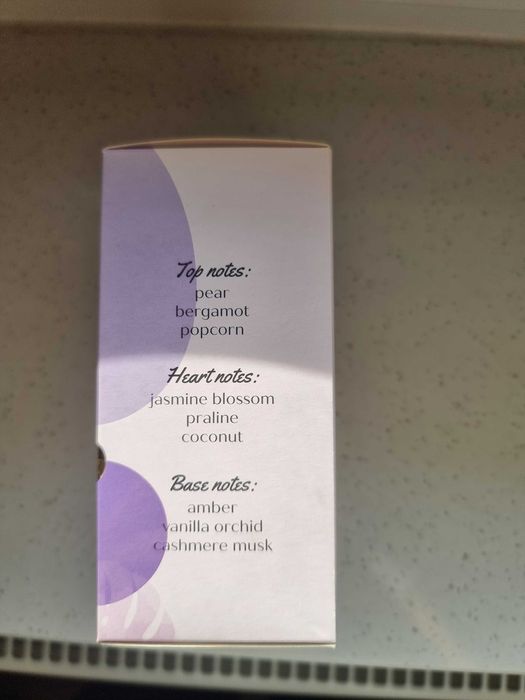 Top notes:
pear
bergamot
popcorn
Heart notes:
jasmine blossom
praline
coconut
Base notes:
amber
vanilla orchid
cashmere musk